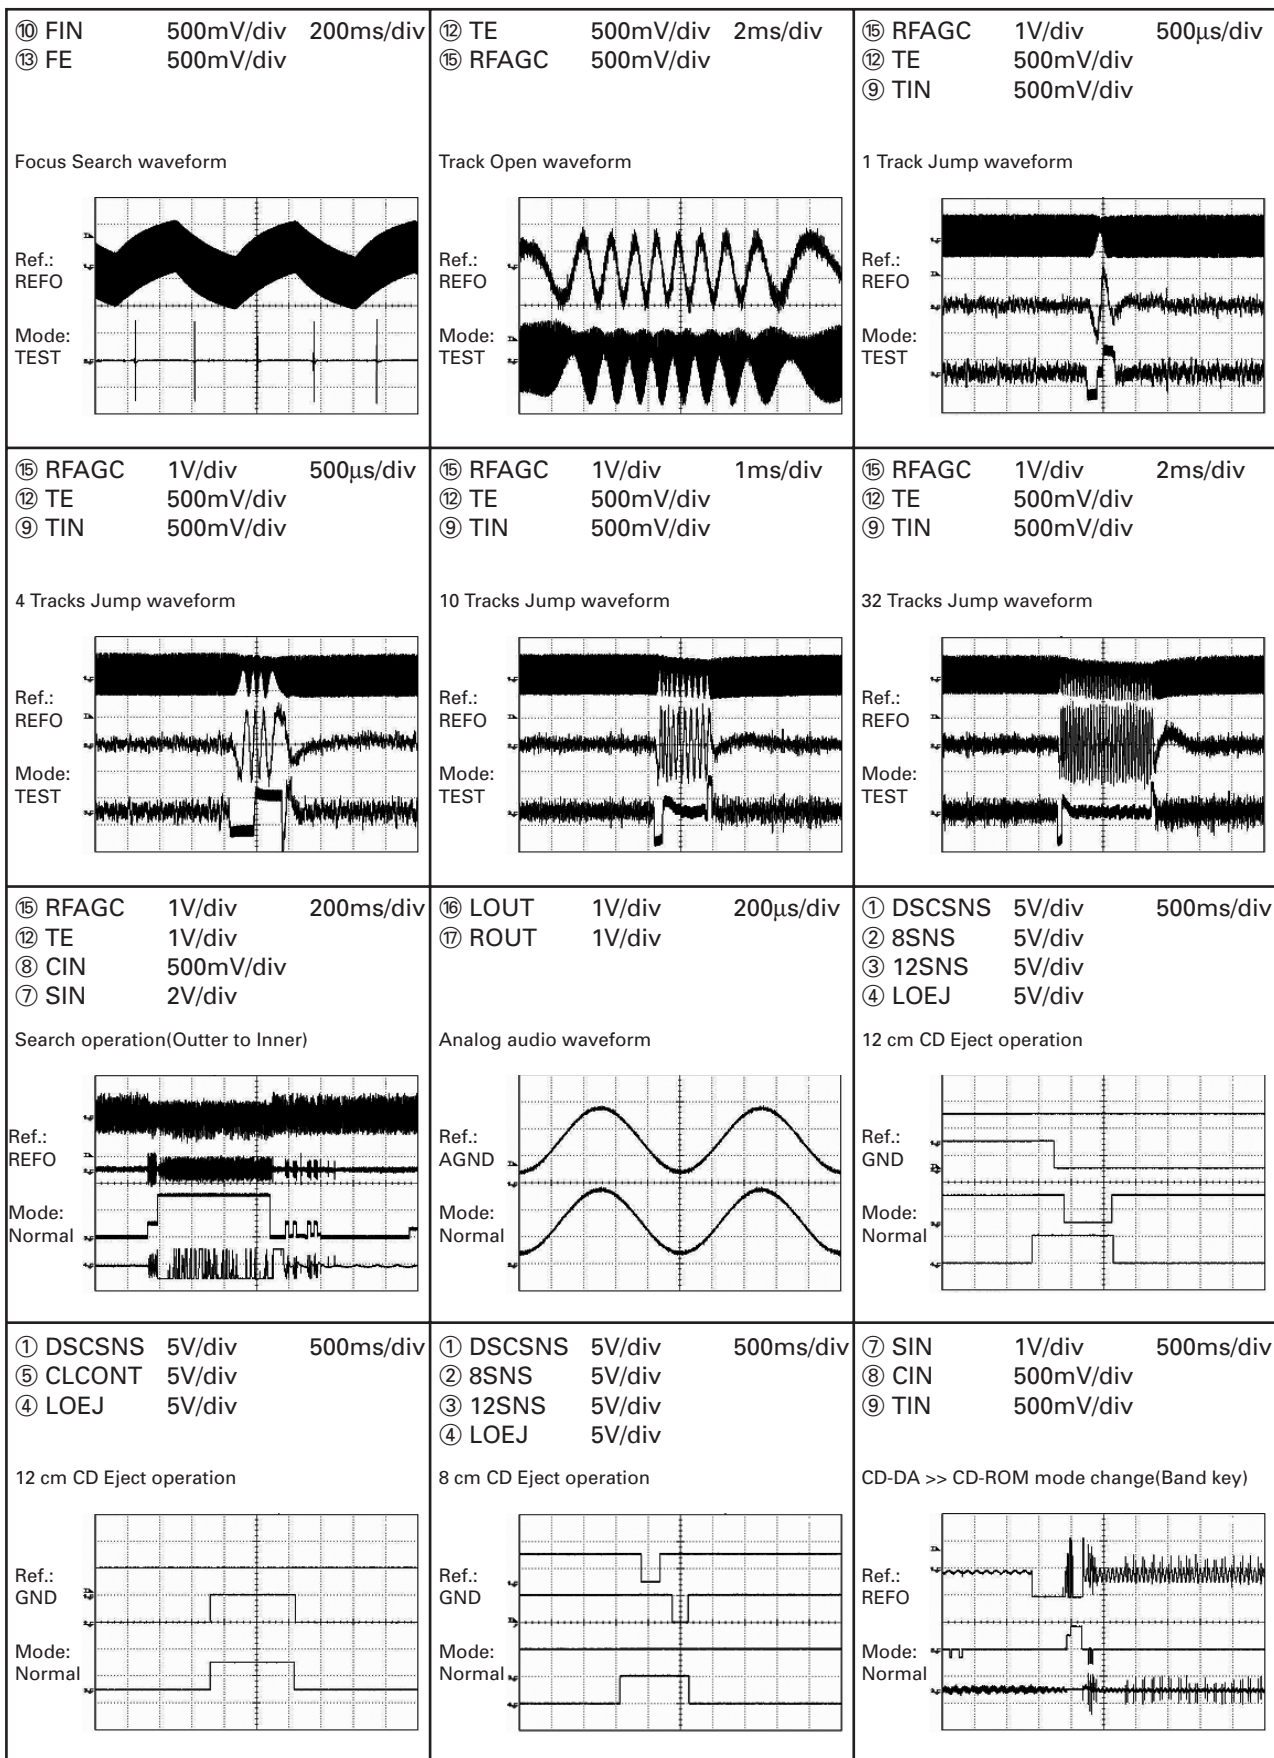 ⑩ FIN 500mV/div 200ms/div
⑬ FE 500mV/div
Focus Search waveform
Ref.:
REFO
Mode:
TEST
⑫ TE 500mV/div 2ms/div
⑮ RFAGC 500mV/div
Track Open waveform
Ref.:
REFO
Mode:
TEST
⑮ RFAGC 1V/div 500µs/div
⑫ TE 500mV/div
⑨ TIN 500mV/div
1 Track Jump waveform
Ref.:
REFO
Mode:
TEST
⑮ RFAGC 1V/div 500µs/div
⑫ TE 500mV/div
⑨ TIN 500mV/div
4 Tracks Jump waveform
Ref.:
REFO
Mode:
TEST
⑮ RFAGC 1V/div 1ms/div
⑫ TE 500mV/div
⑨ TIN 500mV/div
10 Tracks Jump waveform
Ref.:
REFO
Mode:
TEST
⑮ RFAGC 1V/div 2ms/div
⑫ TE 500mV/div
⑨ TIN 500mV/div
32 Tracks Jump waveform
Ref.:
REFO
Mode:
TEST
⑮ RFAGC 1V/div 200ms/div
⑫ TE 1V/div
⑧ CIN 500mV/div
⑦ SIN 2V/div
Search operation(Outter to Inner)
Ref.:
REFO
Mode:
Normal
⑯ LOUT 1V/div 200µs/div
⑰ ROUT 1V/div
Analog audio waveform
Ref.:
AGND
Mode:
Normal
① DSCSNS 5V/div 500ms/div
② 8SNS 5V/div
③ 12SNS 5V/div
④ LOEJ 5V/div
12 cm CD Eject operation
Ref.:
GND
Mode:
Normal
① DSCSNS 5V/div 500ms/div
⑤ CLCONT 5V/div
④ LOEJ 5V/div
12 cm CD Eject operation
Ref.:
GND
Mode:
Normal
① DSCSNS 5V/div 500ms/div
② 8SNS 5V/div
③ 12SNS 5V/div
④ LOEJ 5V/div
8 cm CD Eject operation
Ref.:
GND
Mode:
Normal
⑦ SIN 1V/div 500ms/div
⑧ CIN 500mV/div
⑨ TIN 500mV/div
CD-DA >> CD-ROM mode change(Band key)
Ref.:
REFO
Mode:
Normal